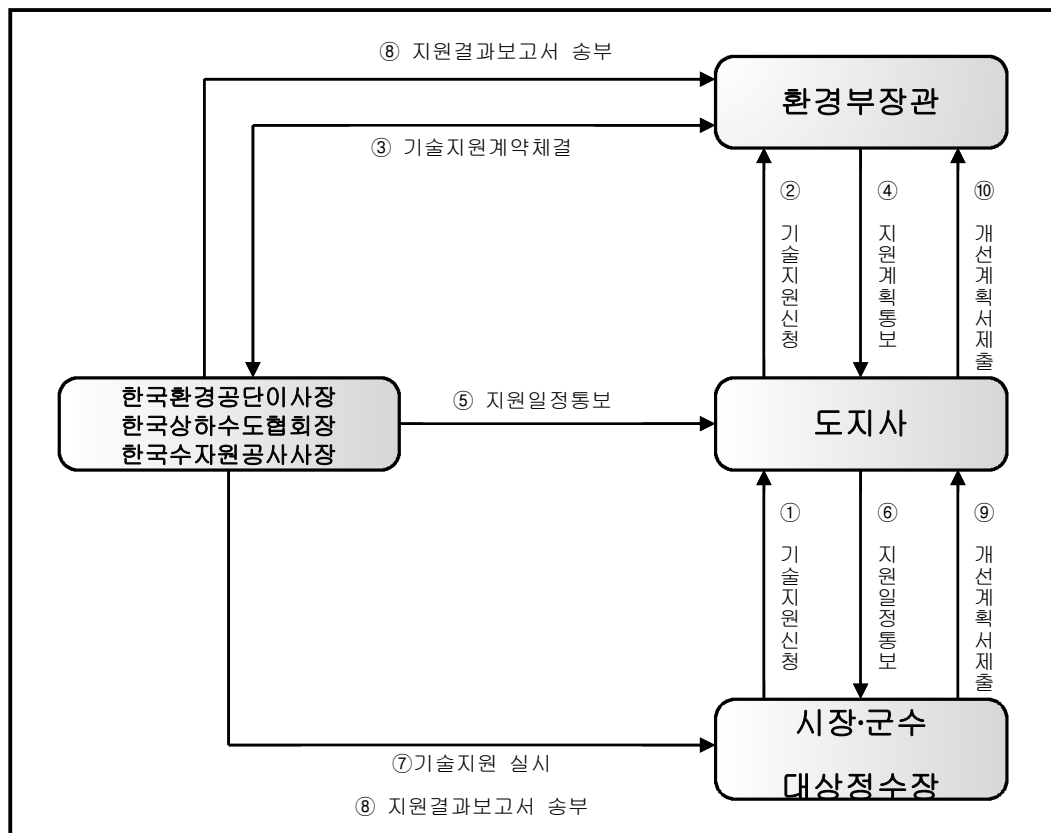 ⑧ 지원결과보고서 송부
환경부장관
③ 기술지원계약체결
② 기술지원신청
④ 지원계획통보
⑩ 개선계획서제출
한국환경공단이사장
한국상하수도협회장
한국수자원공사사장
⑤ 지원일정통보
도지사
① 기술지원신청
⑥ 지원일정통보
⑨ 개선계획서제출
시장·군수
대상정수장
⑦기술지원 실시
⑧ 지원결과보고서 송부